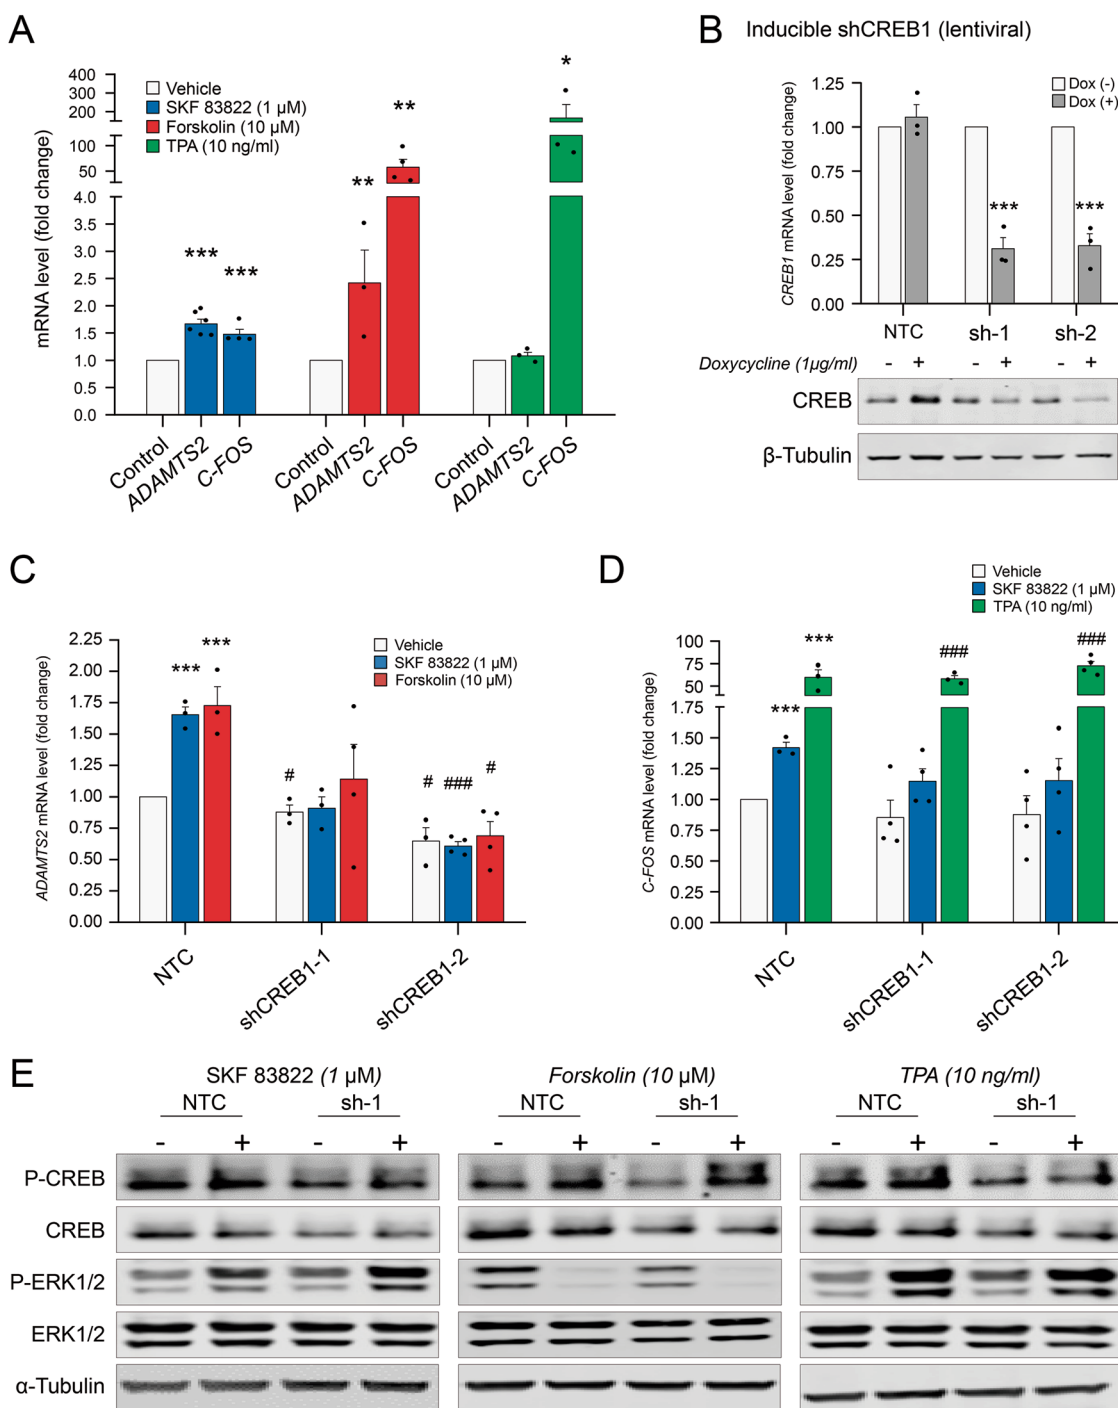 A
Vehicle
SKF 83822 (1 µM)
Forskolin (10 µM)
TPA (10 ng/ml)
mRNA level (fold change)
400
300
200
100
50
4.0
3.5
3.0
2.5
2.0
1.5
1.0
0.5
0.0
***
***
**
**
*
Control
ADAMTS2
C-FOS
Control
ADAMTS2
C-FOS
Control
ADAMTS2
C-FOS
B Inducible shCREB1 (lentiviral)
Dox (-)
Dox (+)
CREB1 mRNA level (fold change)
1.25
1.00
0.50
0.25
0.00
***
***
NTC sh-1 sh-2
Doxycycline (1µg/ml) - + - + - +
CREB
β-Tubulin
C
Vehicle
SKF 83822 (1 µM)
Forskolin (10 µM)
ADAMTS2 mRNA level (fold change)
2.25
2.00
1.75
1.50
1.25
1.00
0.75
0.50
0.25
0.00
***
***
#
#
###
#
NTC
shCREB1-1
shCREB1-2
D
Vehicle
SKF 83822 (1 µM)
TPA (10 ng/ml)
C-FOS mRNA level (fold change)
100
75
50
1.75
1.50
1.25
1.00
0.75
0.50
0.25
0.00
***
***
###
###
NTC
shCREB1-1
shCREB1-2
E
SKF 83822 (1 µM) Forskolin (10 µM) TPA (10 ng/ml)
NTC sh-1 NTC sh-1 NTC sh-1
- + - + - + - + - + - +
P-CREB
CREB
P-ERK1/2
ERK1/2
α-Tubulin